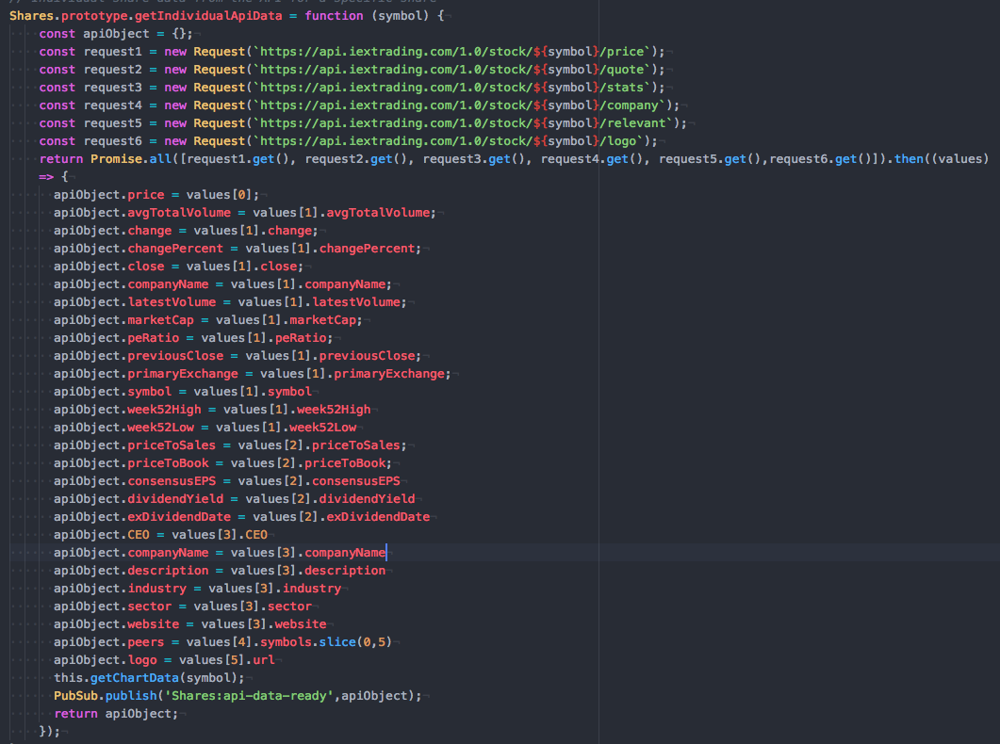 // Individual share data from the API for a specific share
Shares.prototype.getIndividualApiData = function (symbol) {
    const apiObject = {};
    const request1 = new Request(`https://api.iextrading.com/1.0/stock/${symbol}/price`);
    const request2 = new Request(`https://api.iextrading.com/1.0/stock/${symbol}/quote`);
    const request3 = new Request(`https://api.iextrading.com/1.0/stock/${symbol}/stats`);
    const request4 = new Request(`https://api.iextrading.com/1.0/stock/${symbol}/company`);
    const request5 = new Request(`https://api.iextrading.com/1.0/stock/${symbol}/relevant`);
    const request6 = new Request(`https://api.iextrading.com/1.0/stock/${symbol}/logo`);
    return Promise.all([request1.get(), request2.get(), request3.get(), request4.get(), request5.get(),request6.get()]).then((values)
    => {
      apiObject.price = values[0];
      apiObject.avgTotalVolume = values[1].avgTotalVolume;
      apiObject.change = values[1].change;
      apiObject.changePercent = values[1].changePercent;
      apiObject.close = values[1].close;
      apiObject.companyName = values[1].companyName;
      apiObject.latestVolume = values[1].latestVolume;
      apiObject.marketCap = values[1].marketCap;
      apiObject.peRatio = values[1].peRatio;
      apiObject.previousClose = values[1].previousClose;
      apiObject.primaryExchange = values[1].primaryExchange;
      apiObject.symbol = values[1].symbol
      apiObject.week52High = values[1].week52High
      apiObject.week52Low = values[1].week52Low
      apiObject.priceToSales = values[2].priceToSales;
      apiObject.priceToBook = values[2].priceToBook;
      apiObject.consensusEPS = values[2].consensusEPS
      apiObject.dividendYield = values[2].dividendYield
      apiObject.exDividendDate = values[2].exDividendDate
      apiObject.CEO = values[3].CEO
      apiObject.companyName = values[3].companyName
      apiObject.description = values[3].description
      apiObject.industry = values[3].industry
      apiObject.sector = values[3].sector
      apiObject.website = values[3].website
      apiObject.peers = values[4].symbols.slice(0,5)
      apiObject.logo = values[5].url
      this.getChartData(symbol);
      PubSub.publish('Shares:api-data-ready',apiObject);
      return apiObject;
    });